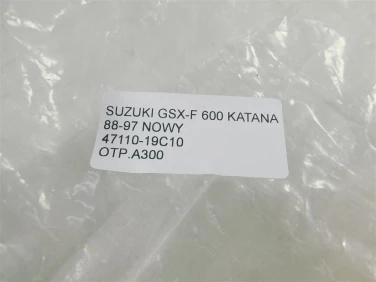 SUZUKI GSX-F 600 KATANA
88-97 NOWY
47110-19C10
OTP.A300